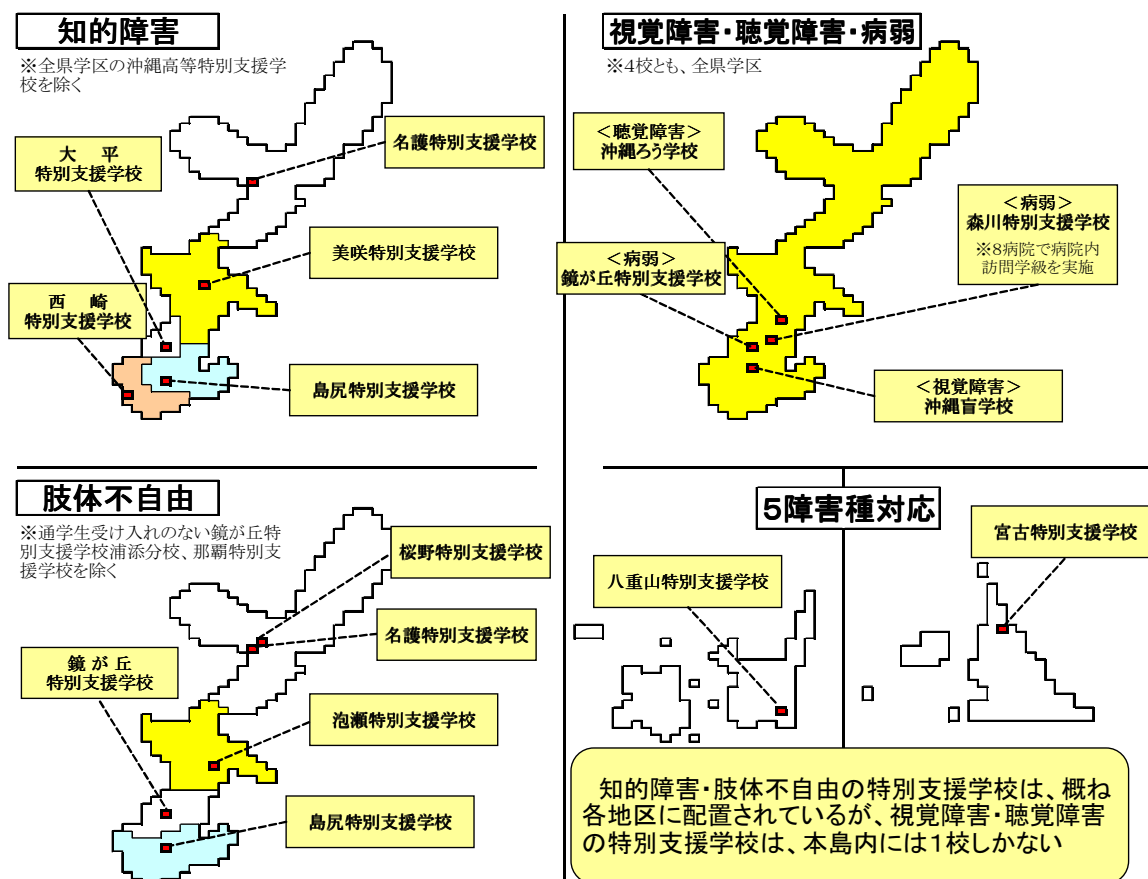 知的障害
※全県学区の沖縄高等特別支援学
校を除く
大　平
特別支援学校
名護特別支援学校
美咲特別支援学校
西　崎
特別支援学校
島尻特別支援学校
視覚障害・聴覚障害・病弱
※4校とも、全県学区
＜聴覚障害＞
沖縄ろう学校
＜病弱＞
森川特別支援学校
※8病院で病院内
訪問学級を実施
＜病弱＞
鏡が丘特別支援学校
＜視覚障害＞
沖縄盲学校
肢体不自由
※通学生受け入れのない鏡が丘特
別支援学校浦添分校、那覇特別支
援学校を除く
桜野特別支援学校
名護特別支援学校
鏡 が 丘
特別支援学校
泡瀬特別支援学校
島尻特別支援学校
5障害種対応
宮古特別支援学校
八重山特別支援学校
知的障害・肢体不自由の特別支援学校は、概ね
各地区に配置されているが、視覚障害・聴覚障害
の特別支援学校は、本島内には1校しかない